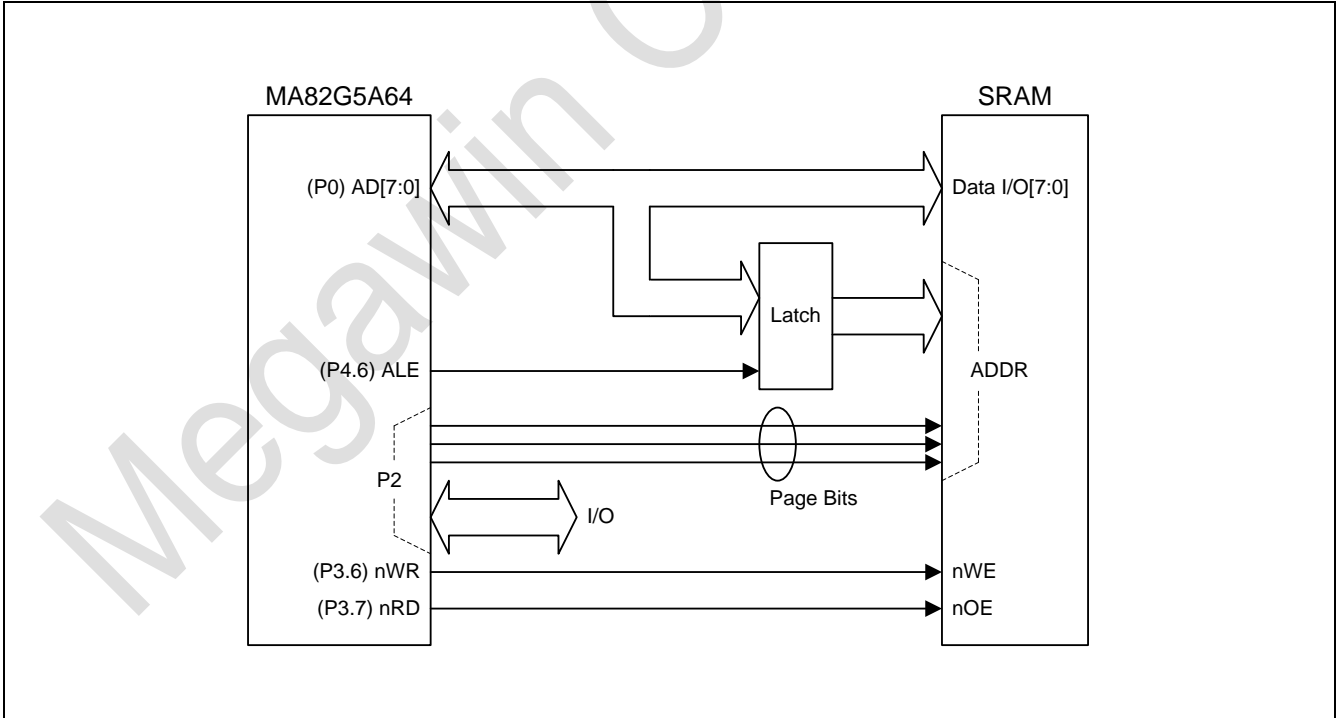 MA82G5A64
SRAM
(P0) AD[7:0]
Data I/O[7:0]
Latch
(P4.6) ALE
ADDR
P2
Page Bits
I/O
(P3.6) nWR
nWE
(P3.7) nRD
nOE
Megawin